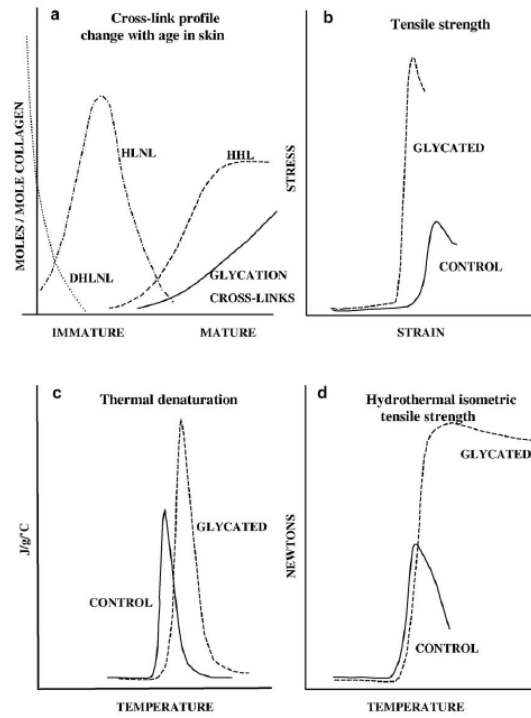 a Cross-link profile
change with age in skin
MOLES / MOLE COLLAGEN
HLNL
HHL
DHLNL
GLYCATION
CROSS-LINKS
IMMATURE MATURE
b Tensile strength
STRESS
GLYCATED
CONTROL
STRAIN
c Thermal denaturation
J/g/°C
GLYCATED
CONTROL
TEMPERATURE
d Hydrothermal isometric
tensile strength
NEWTONS
GLYCATED
CONTROL
TEMPERATURE